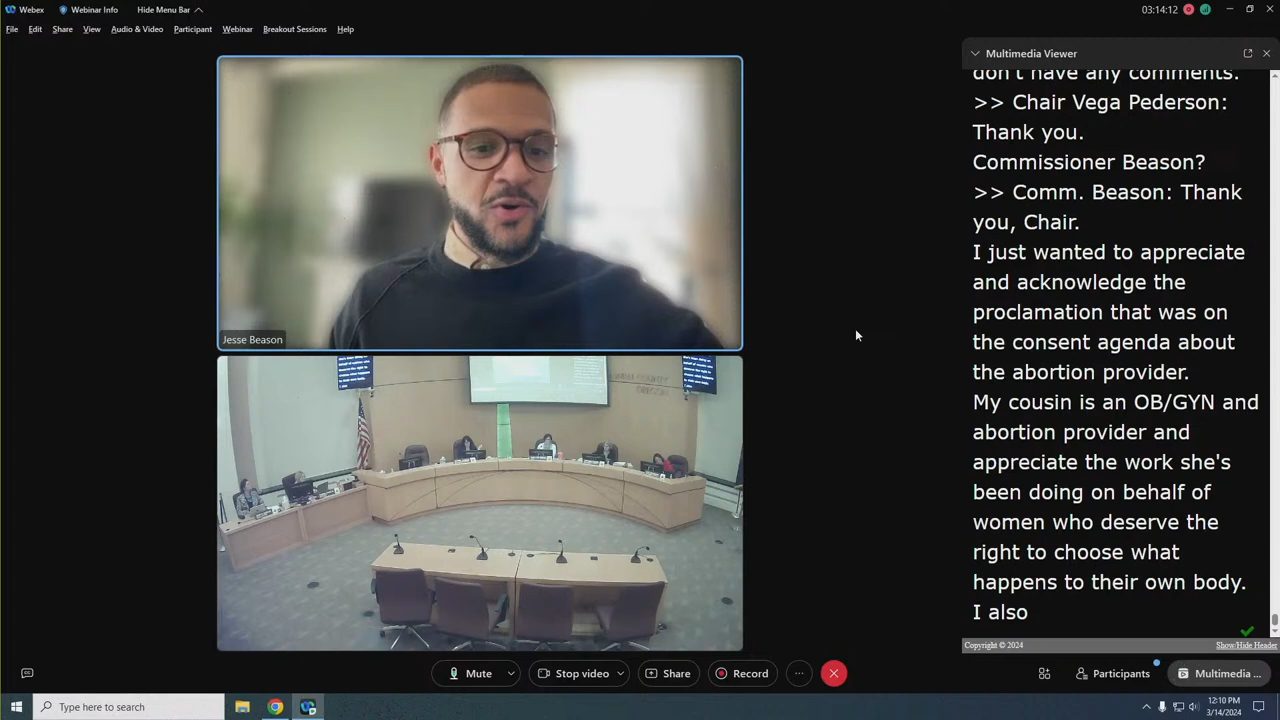 Webex
Webinar Info
Hide Menu Bar
03:14:12
File Edit Share View Audio & Video Participant Webinar Breakout Sessions Help
Multimedia Viewer
don't have any comments.
>> Chair Vega Pederson:
Thank you.
Commissioner Beason?
>> Comm. Beason: Thank
you, Chair.
I just wanted to appreciate
and acknowledge the
proclamation that was on
the consent agenda about
the abortion provider.
My cousin is an OB/GYN and
abortion provider and
appreciate the work she's
been doing on behalf of
women who deserve the
right to choose what
happens to their own body.
I also
Copyright © 2024
Show/Hide Header
Jesse Beason
Mute
Stop video
Share
Record
Participants
Multimedia ...
Type here to search
12:10 PM
3/14/2024